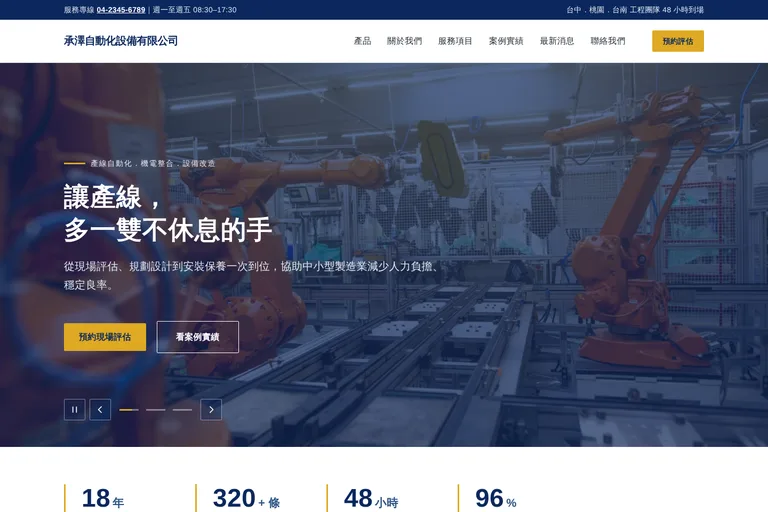 服務專線 04-2345-6789｜週一至週五 08:30–17:30
台中．桃園．台南 工程團隊 48 小時到場
承澤自動化設備有限公司
產品 關於我們 服務項目 案例實績 最新消息 聯絡我們 預約評估
產線自動化．機電整合．設備改造
讓產線，
多一雙不休息的手
從現場評估、規劃設計到安裝保養一次到位，協助中小型製造業減少人力負擔、
穩定良率。
預約現場評估 看案例實績
18 年 320 + 條 48 小時 96 %